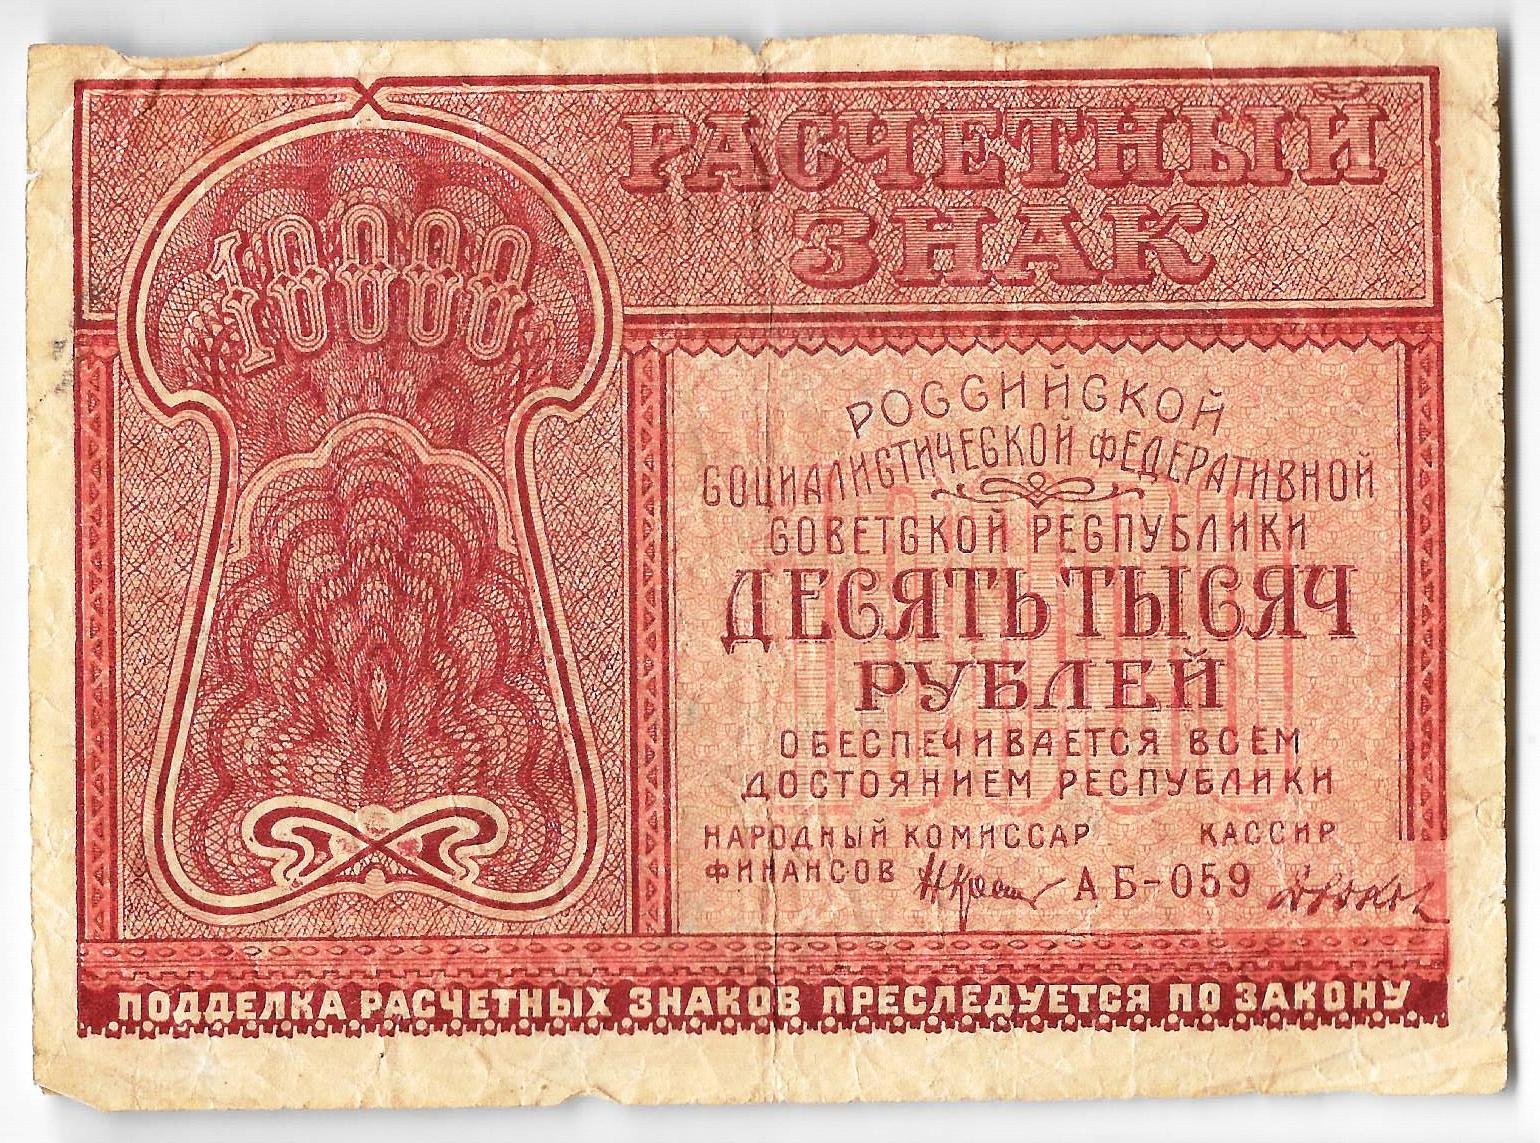 РАСЧЕТНЫЙ
ЗНАК
10000
10000
РОССИЙСКОЙ
СОЦИАЛИСТИЧЕСКОЙ ФЕДЕРАТИВНОЙ
СОВЕТСКОЙ РЕСПУБЛИКИ
ДЕСЯТЬ ТЫСЯЧ
РУБЛЕЙ
ОБЕСПЕЧИВАЕТСЯ ВСЕМ
ДОСТОЯНИЕМ РЕСПУБЛИКИ
НАРОДНЫЙ КОМИССАР КАССИР
ФИНАНСОВ АБ-059
ПОДДЕЛКА РАСЧЕТНЫХ ЗНАКОВ ПРЕСЛЕДУЕТСЯ ПО ЗАКОНУ